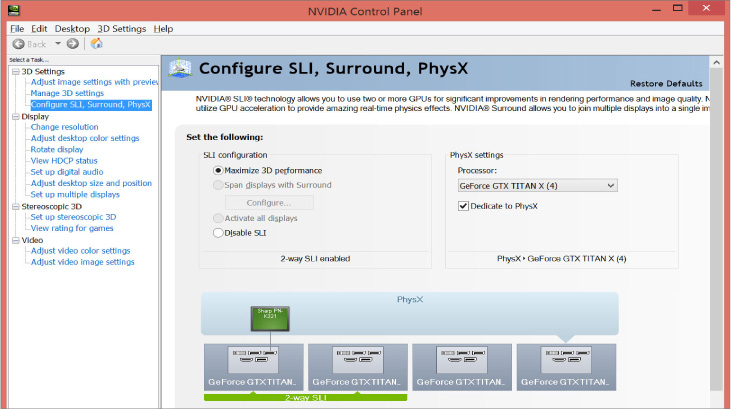 NVIDIA Control Panel
File Edit Desktop 3D Settings Help
Back
Select a Task...
3D Settings
Adjust image settings with preview
Manage 3D settings
Configure SLI, Surround, PhysX
Display
Change resolution
Adjust desktop color settings
Rotate display
View HDCP status
Set up digital audio
Adjust desktop size and position
Set up multiple displays
Stereoscopic 3D
Set up stereoscopic 3D
View rating for games
Video
Adjust video color settings
Adjust video image settings
Configure SLI, Surround, PhysX
Restore Defaults
NVIDIA® SLI® technology allows you to use two or more GPUs for significant improvements in rendering performance and image quality. N
utilize GPU acceleration to provide amazing real-time physics effects. NVIDIA® Surround allows you to join multiple displays into a single im
Set the following:
SLI configuration
Maximize 3D performance
Span displays with Surround
Configure...
Activate all displays
Disable SLI
2-way SLI enabled
PhysX settings
Processor:
GeForce GTX TITAN X (4)
Dedicate to PhysX
PhysX ▸ GeForce GTX TITAN X (4)
PhysX
Sharp PN-
K321
GeForce GTX TITAN... GeForce GTX TITAN... GeForce GTX TITAN... GeForce GTX TITAN...
2-way SLI